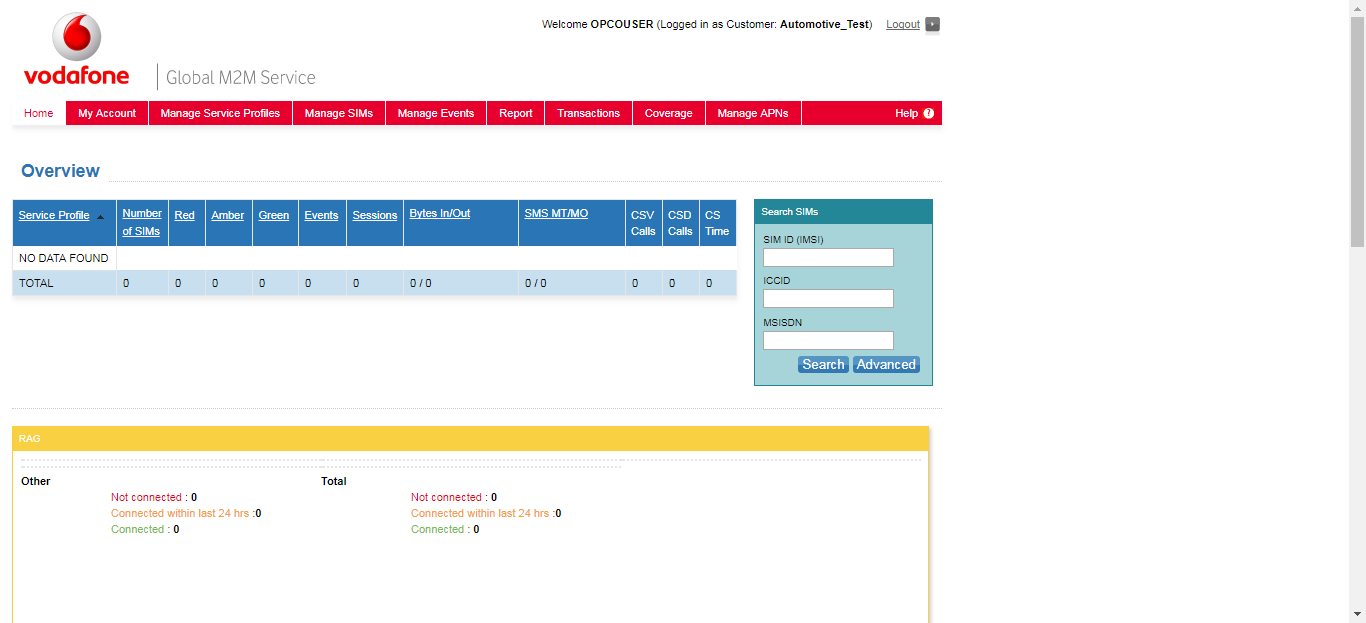 Welcome OPCOUSER (Logged in as Customer: Automotive_Test) Logout
vodafone Global M2M Service
Home My Account Manage Service Profiles Manage SIMs Manage Events Report Transactions Coverage Manage APNs Help ?
Overview
Service Profile Number of SIMs Red Amber Green Events Sessions Bytes In/Out SMS MT/MO CSV Calls CSD Calls CS Time
NO DATA FOUND
TOTAL 0 0 0 0 0 0 0 / 0 0 / 0 0 0 0
Search SIMs
SIM ID (IMSI)
ICCID
MSISDN
Search Advanced
RAG
Other Total
Not connected : 0 Not connected : 0
Connected within last 24 hrs :0 Connected within last 24 hrs :0
Connected : 0 Connected : 0